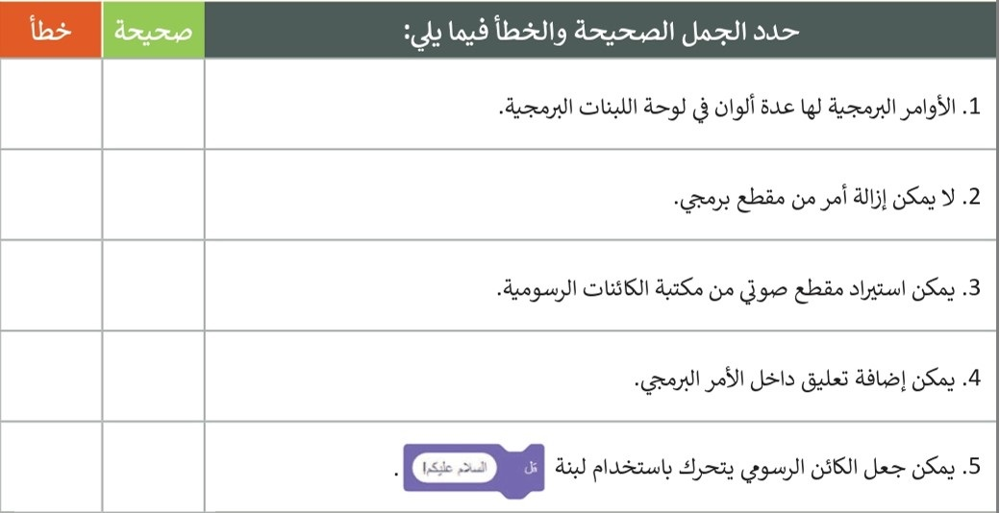 حدد الجمل الصحيحة والخطأ فيما يلي: صحيحة خطأ
1. الأوامر البرمجية لها عدة ألوان في لوحة اللبنات البرمجية.
2. لا يمكن إزالة أمر من مقطع برمجي.
3. يمكن استيراد مقطع صوتي من مكتبة الكائنات الرسومية.
4. يمكن إضافة تعليق داخل الأمر البرمجي.
5. يمكن جعل الكائن الرسومي يتحرك باستخدام لبنة قل السلام عليكم! .